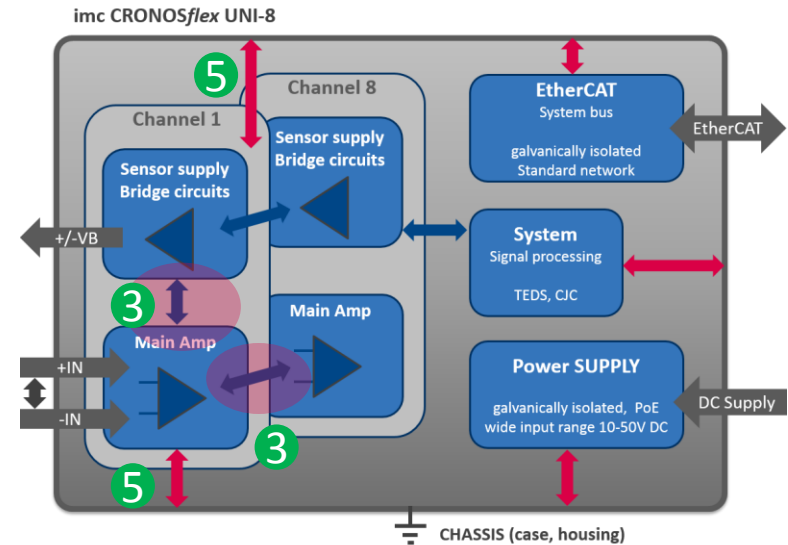 imc CRONOSflex UNI-8
5
Channel 8
Channel 1
Sensor supply
Bridge circuits
Sensor supply
Bridge circuits
+/-VB
3
Main Amp
Main Amp
+IN
-IN
3
5
EtherCAT
System bus
galvanically isolated
Standard network
EtherCAT
System
Signal processing
TEDS, CJC
Power SUPPLY
galvanically isolated, PoE
wide input range 10-50V DC
DC Supply
CHASSIS (case, housing)